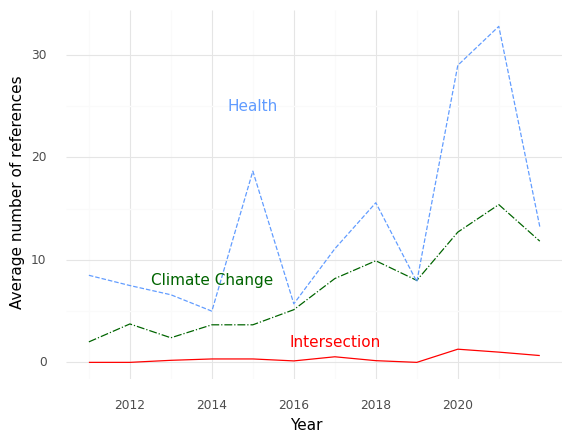 30
20
10
0
Average number of references
Health
Climate Change
Intersection
2012 2014 2016 2018 2020
Year